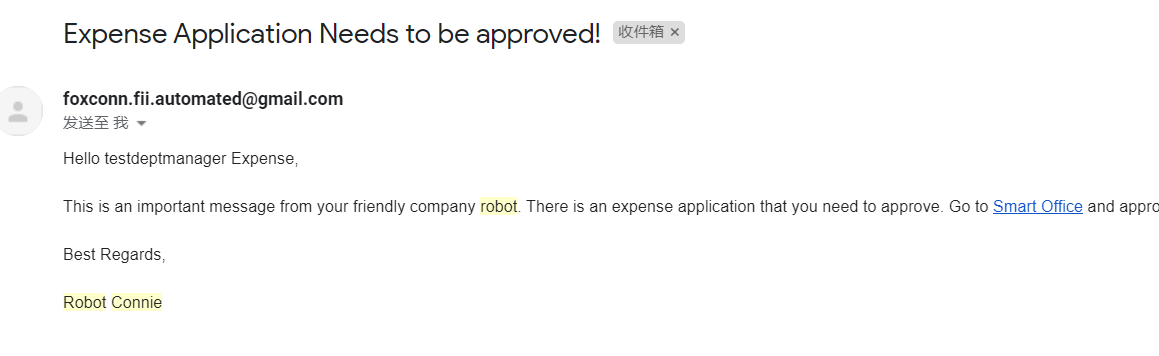 Expense Application Needs to be approved! 收件箱 ×
foxconn.fii.automated@gmail.com
发送至 我
Hello testdeptmanager Expense,
This is an important message from your friendly company robot. There is an expense application that you need to approve. Go to Smart Office and appro
Best Regards,
Robot Connie